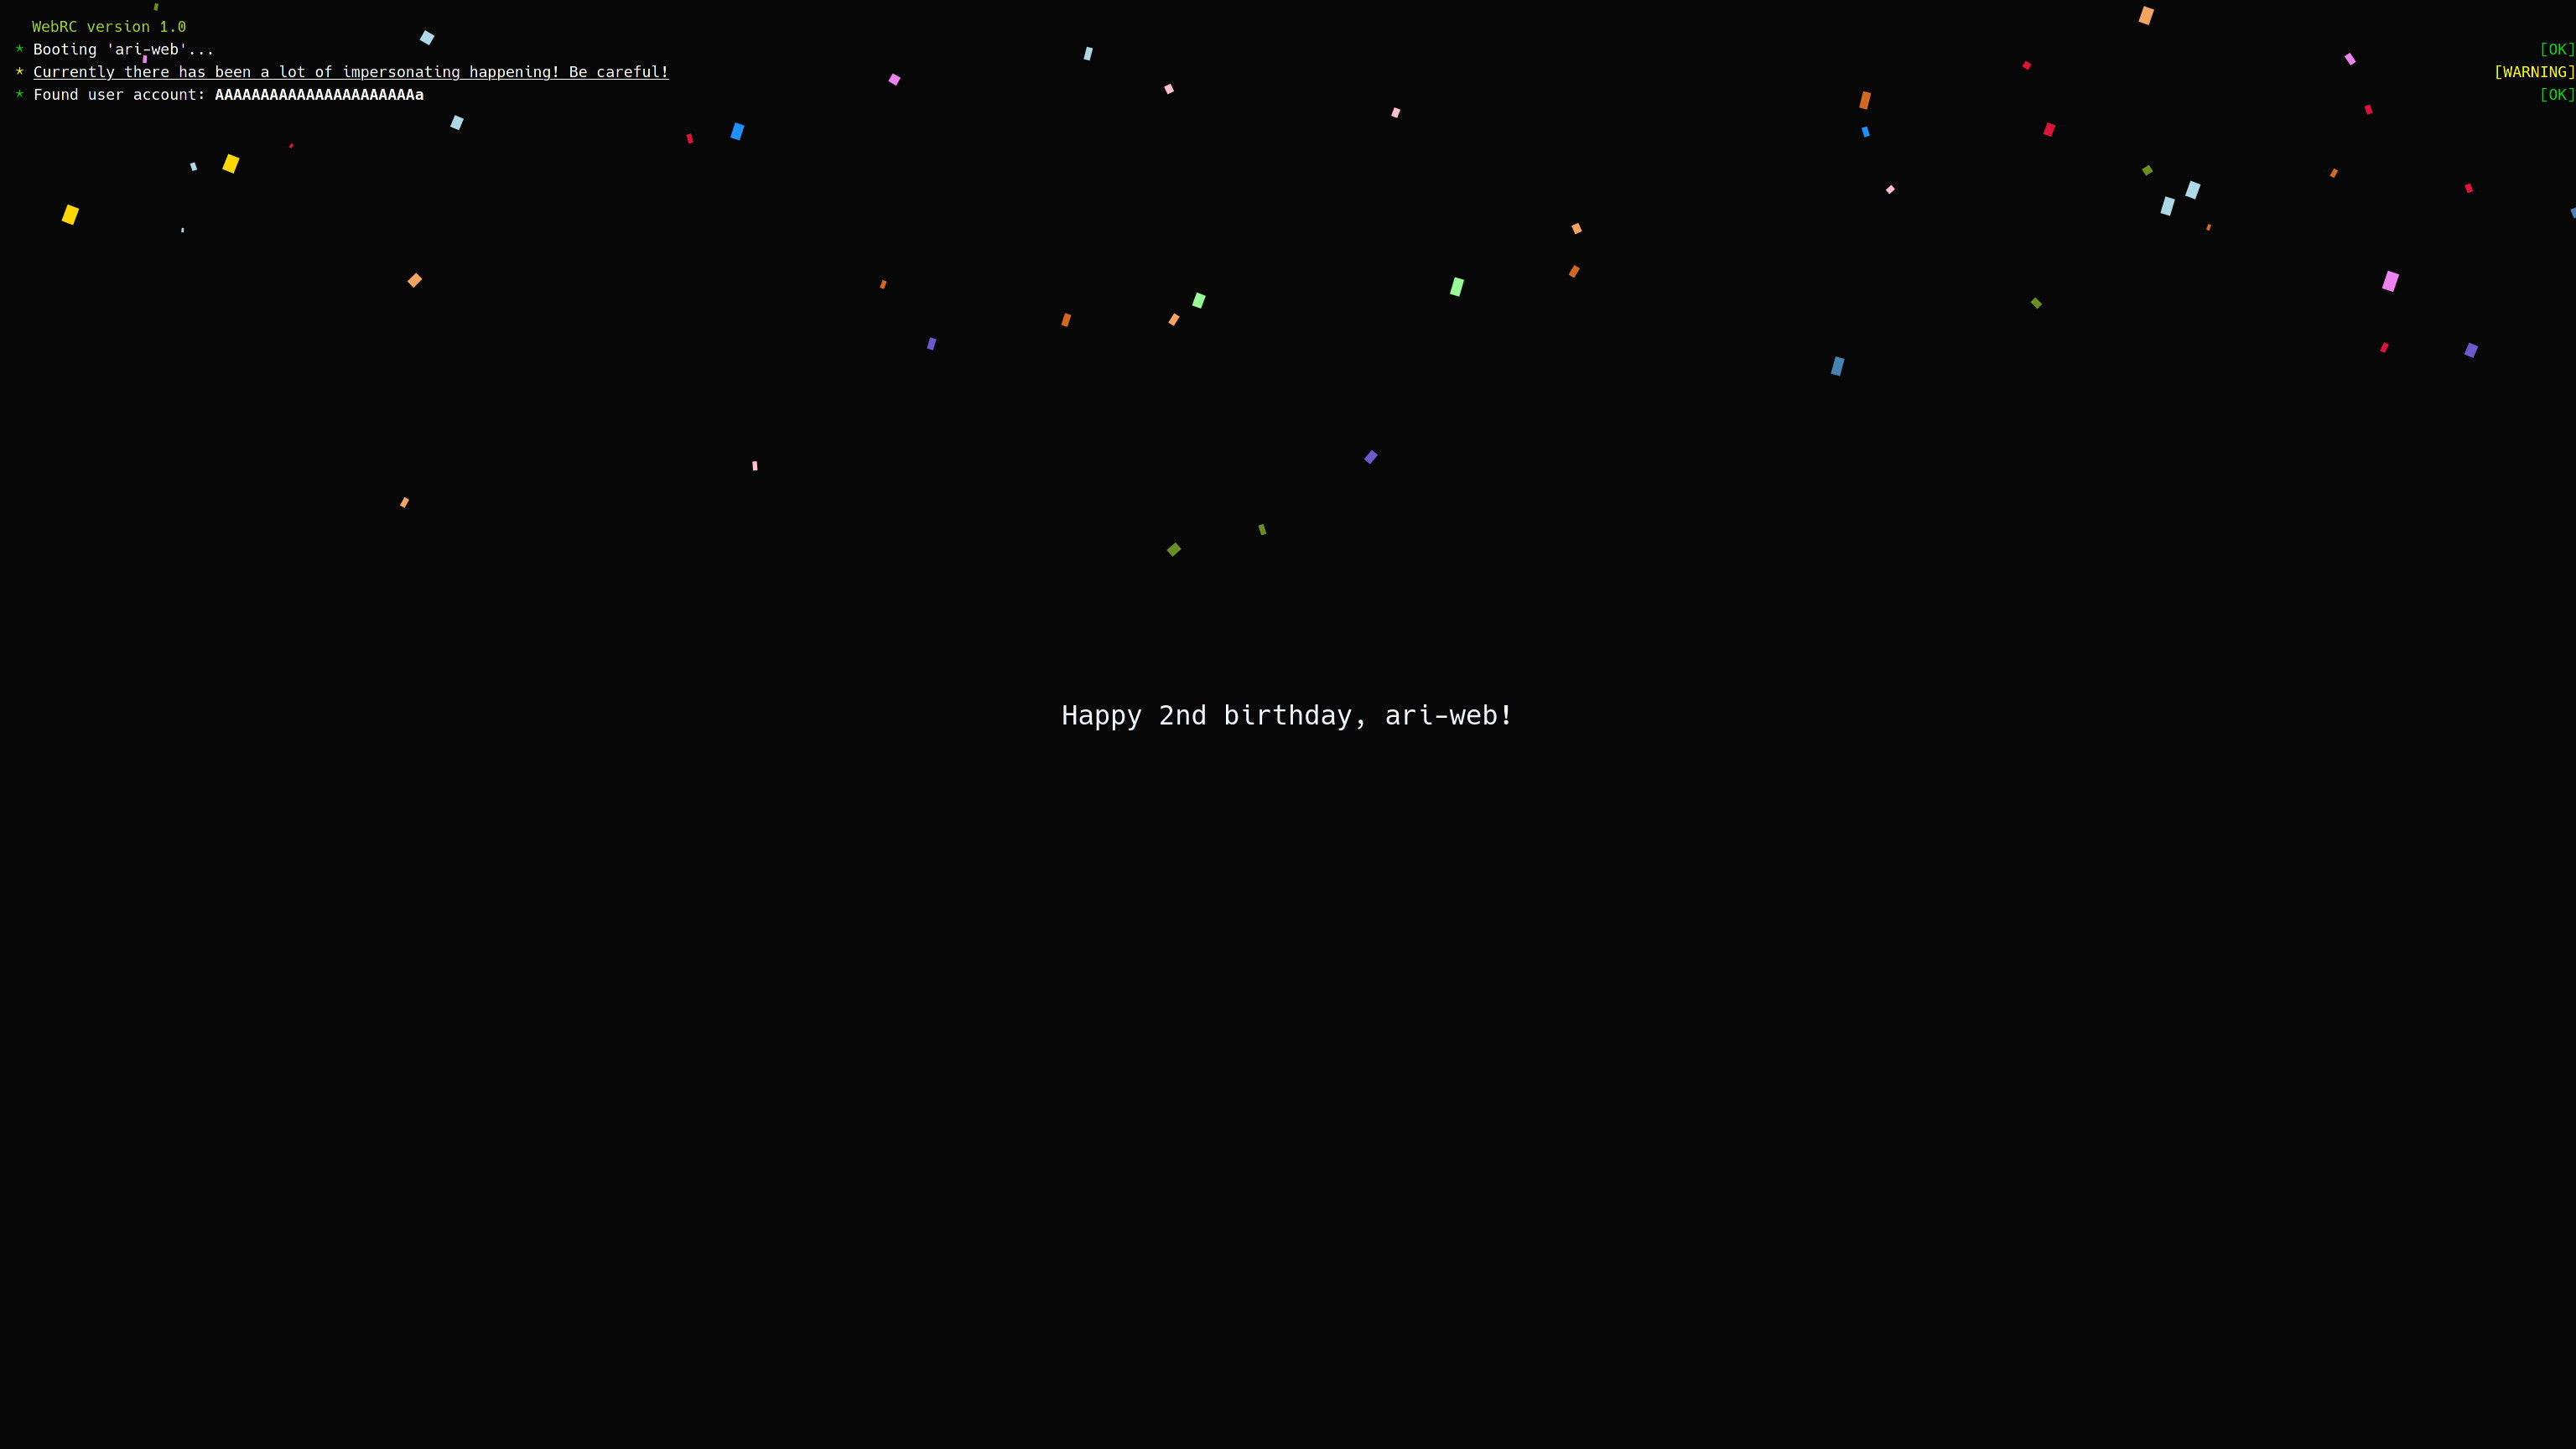 WebRC version 1.0
* Booting 'ari-web'... [OK]
* Currently there has been a lot of impersonating happening! Be careful! [WARNING]
* Found user account: AAAAAAAAAAAAAAAAAAAAAAa [OK]
Happy 2nd birthday, ari-web!